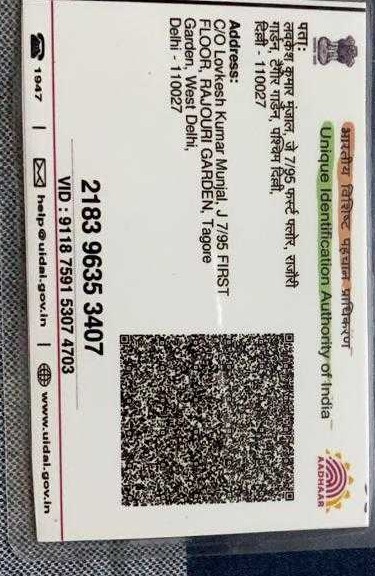 भारतीय विशिष्ट पहचान प्राधिकरण
Unique Identification Authority of India
AADHAAR
पता:
लवकेश कुमार मुंजाल, जे 7/95 फर्स्ट फ्लोर, राजौरी
गार्डन, टैगोर गार्डन, पश्चिम दिल्ली,
दिल्ली - 110027
Address:
C/O Lovkesh Kumar Munjal, J 7/95 FIRST
FLOOR, RAJOURI GARDEN, Tagore
Garden, West Delhi,
Delhi - 110027
2183 9635 3407
VID : 9118 7591 5307 4703
1947 | help@uidai.gov.in | www.uidai.gov.in